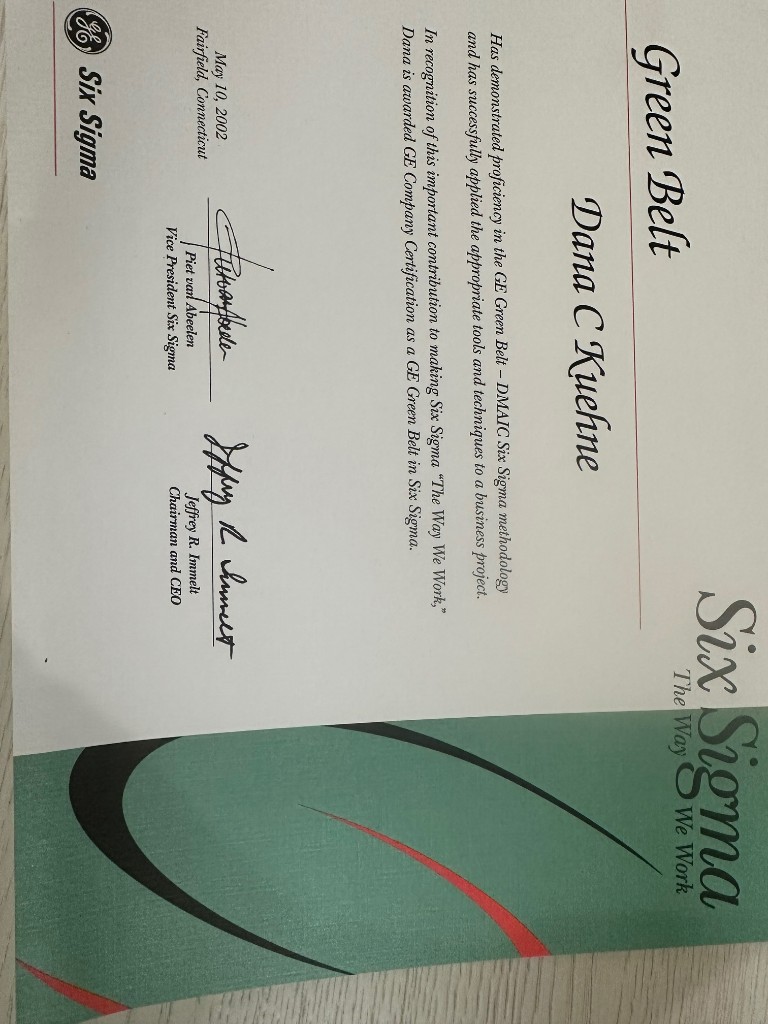 Six Sigma
The Way We Work
Green Belt
Dana C Kuehne
Has demonstrated proficiency in the GE Green Belt – DMAIC Six Sigma methodology
and has successfully applied the appropriate tools and techniques to a business project.
In recognition of this important contribution to making Six Sigma “The Way We Work,”
Dana is awarded GE Company Certification as a GE Green Belt in Six Sigma.
May 10, 2002
Fairfield, Connecticut
Jeffrey R. Immelt
Piet van Abeelen
Vice President Six Sigma
Jeffrey R. Immelt
Chairman and CEO
GE Six Sigma